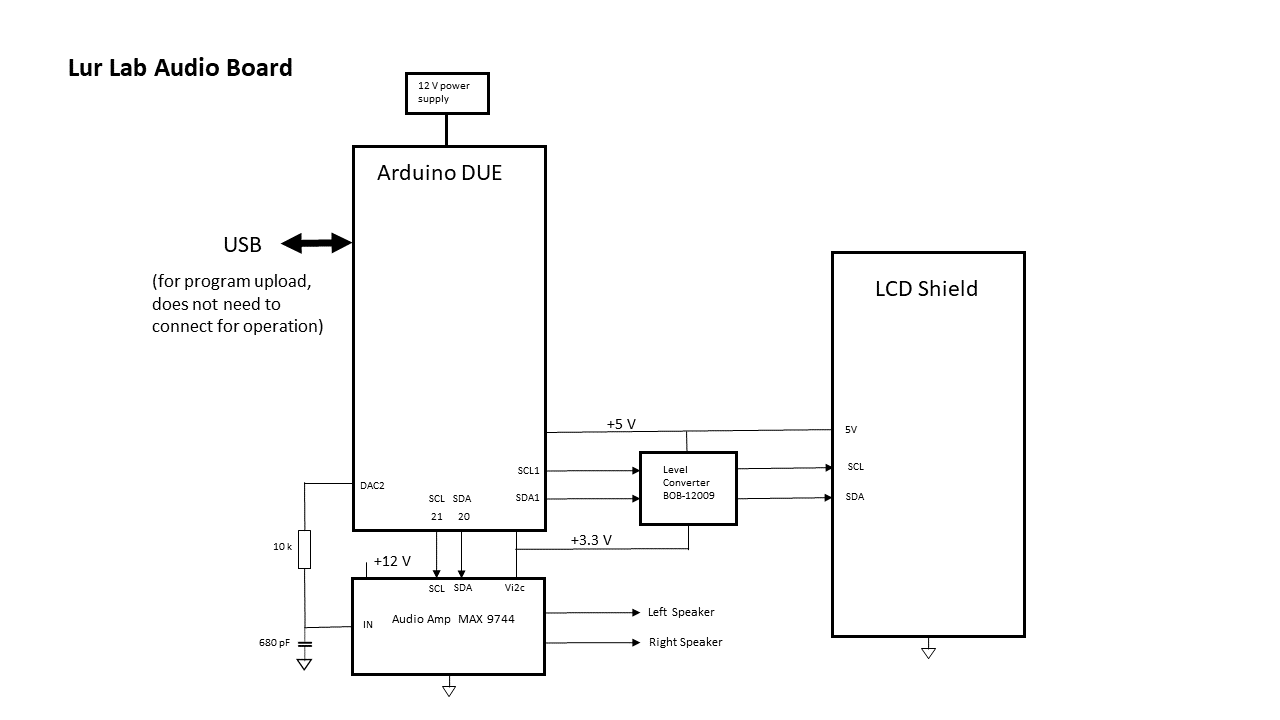 Lur Lab Audio Board
12 V power
supply
Arduino DUE
USB
(for program upload,
does not need to
connect for operation)
LCD Shield
+5 V
5V
SCL1
Level
Converter
BOB-12009
SCL
DAC2
SCL SDA
SDA1
SDA
21 20
10 k
+3.3 V
+12 V
SCL SDA Vi2c
Left Speaker
IN
Audio Amp MAX 9744
680 pF
Right Speaker